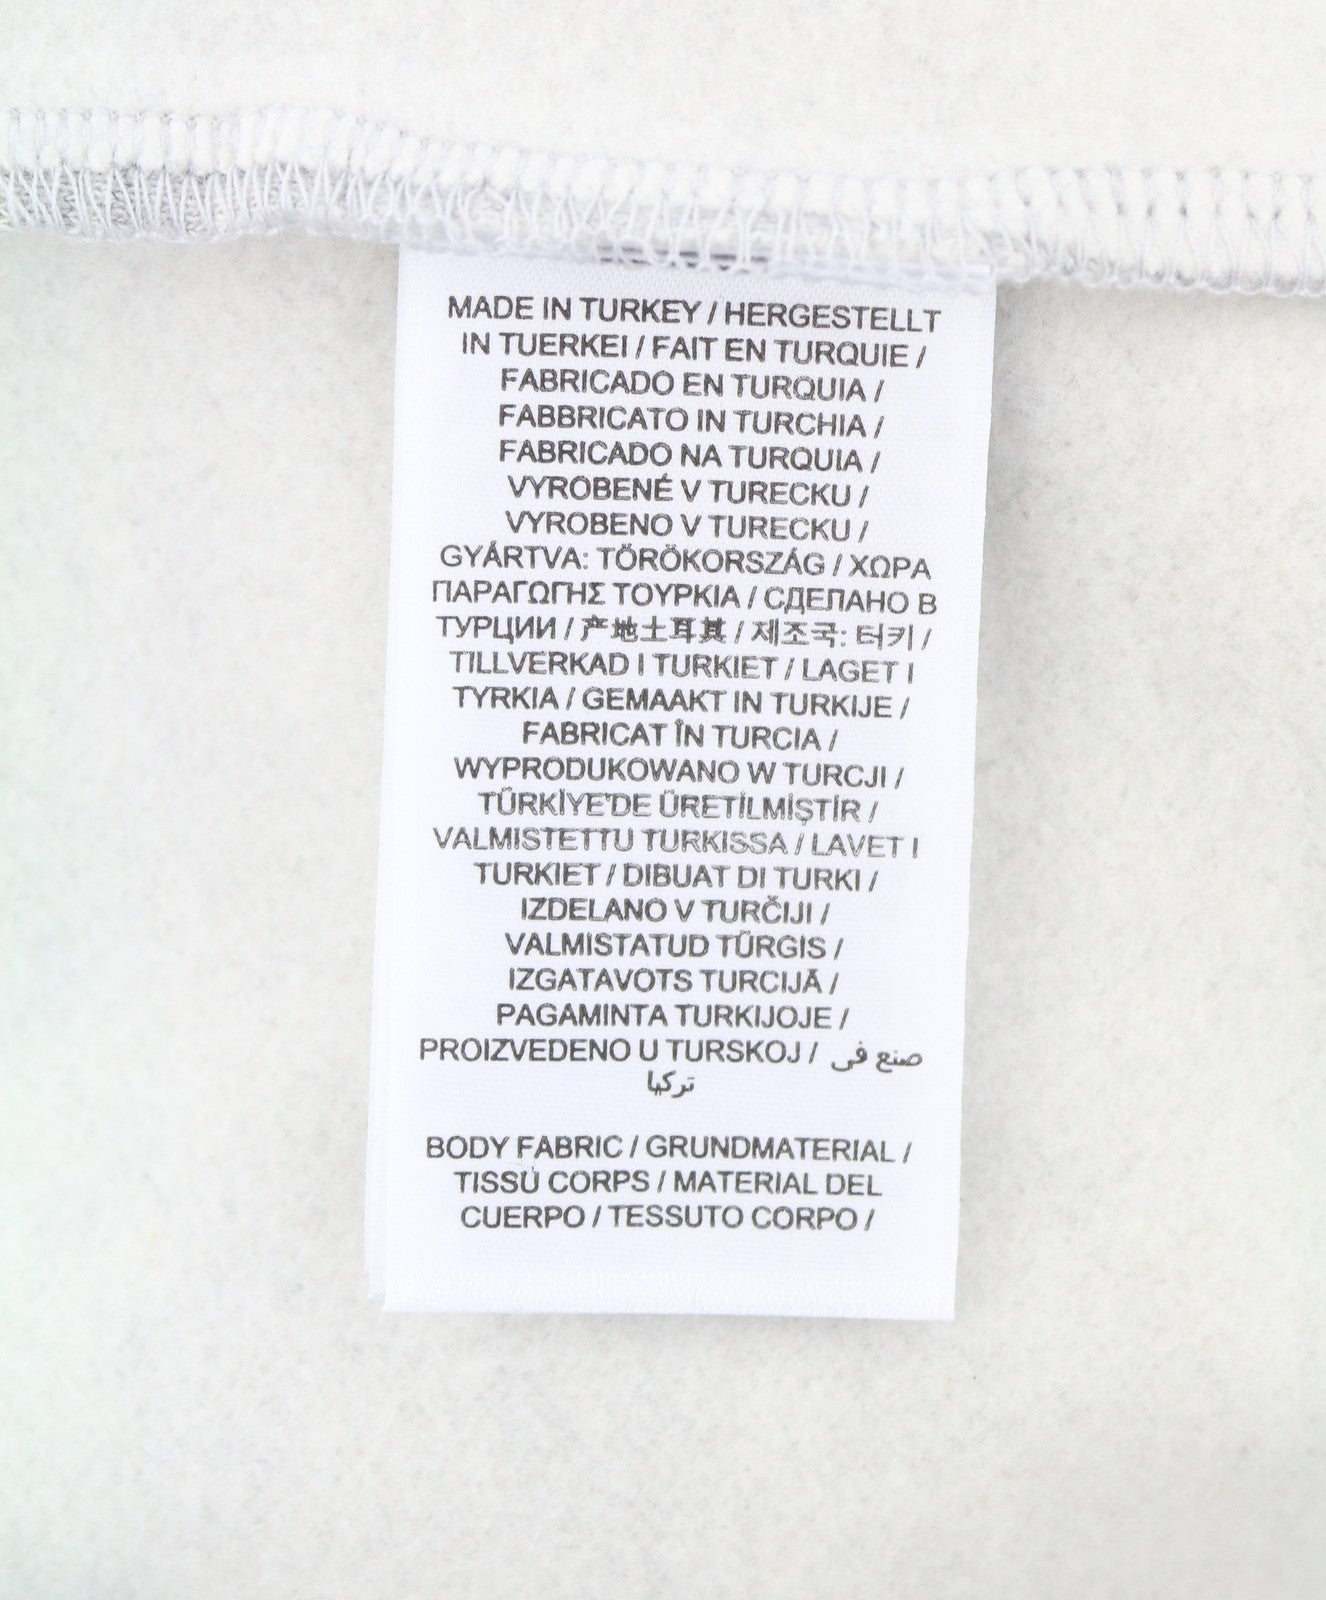 MADE IN TURKEY / HERGESTELLT
IN TUERKEI / FAIT EN TURQUIE /
FABRICADO EN TURQUIA /
FABBRICATO IN TURCHIA /
FABRICADO NA TURQUIA /
VYROBENÉ V TURECKU /
VYROBENO V TURECKU /
GYÁRTVA: TÖRÖKORSZÁG / ΧΩΡΑ
ΠΑΡΑΓΩΓΗΣ ΤΟΥΡΚΙΑ / СДЕЛАНО В
ТУРЦИИ / 产地土耳其 / 제조국: 터키 /
TILLVERKAD I TURKIET / LAGET I
TYRKIA / GEMAAKT IN TURKIJE /
FABRICAT ÎN TURCIA /
WYPRODUKOWANO W TURCJI /
TÜRKİYE'DE ÜRETİLMİŞTİR /
VALMISTETTU TURKISSA / LAVET I
TURKIET / DIBUAT DI TURKI /
IZDELANO V TURČIJI /
VALMISTATUD TÜRGIS /
IZGATAVOTS TURCIJĀ /
PAGAMINTA TURKIJOJE /
PROIZVEDENO U TURSKOJ / صنع فى
تركيا
BODY FABRIC / GRUNDMATERIAL /
TISSÙ CORPS / MATERIAL DEL
CUERPO / TESSUTO CORPO /